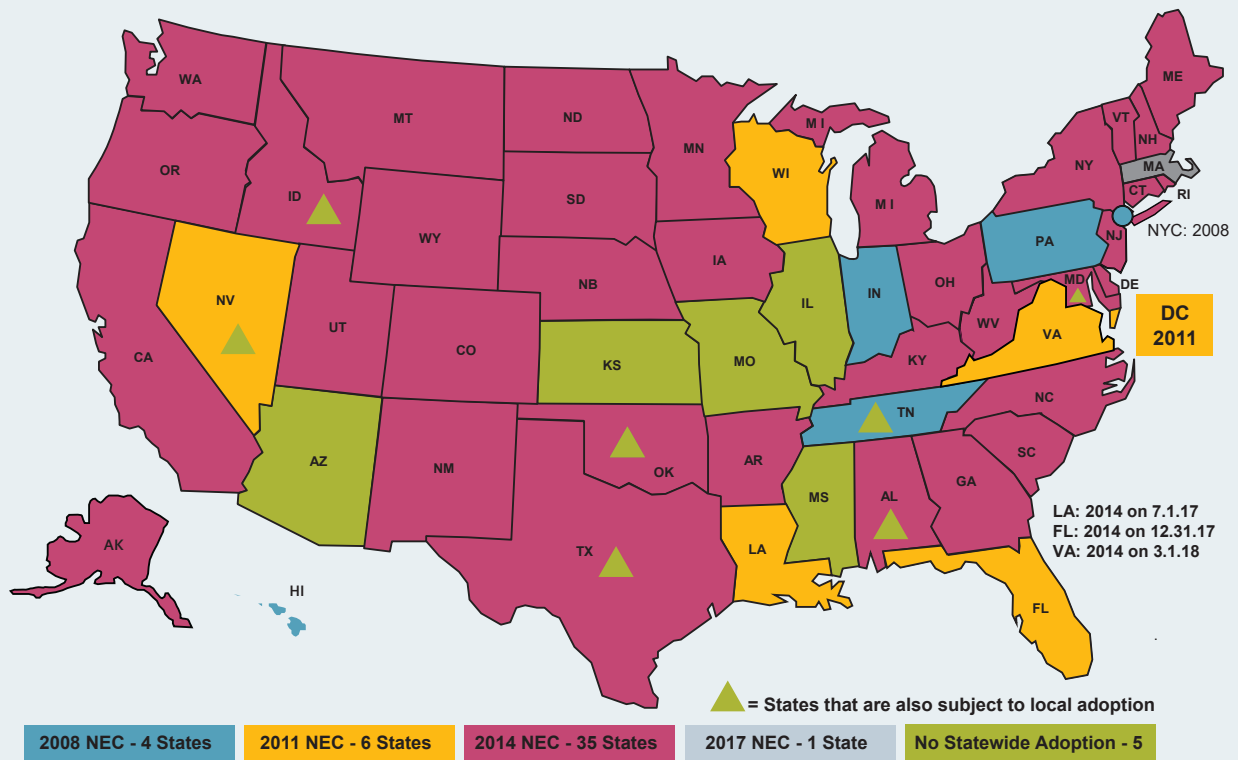 WA
MT
ND
MN
M I
ME
VT
NH
OR
ID
SD
WI
M I
NY
MA
CT
RI
WY
NYC: 2008
NV
NB
IA
IL
IN
OH
PA
NJ
MD
DE
DC
2011
CA
UT
CO
KS
MO
KY
WV
VA
AZ
NM
OK
AR
TN
NC
SC
MS
AL
GA
TX
LA
LA: 2014 on 7.1.17
FL: 2014 on 12.31.17
VA: 2014 on 3.1.18
AK
HI
FL
= States that are also subject to local adoption
2008 NEC - 4 States
2011 NEC - 6 States
2014 NEC - 35 States
2017 NEC - 1 State
No Statewide Adoption - 5